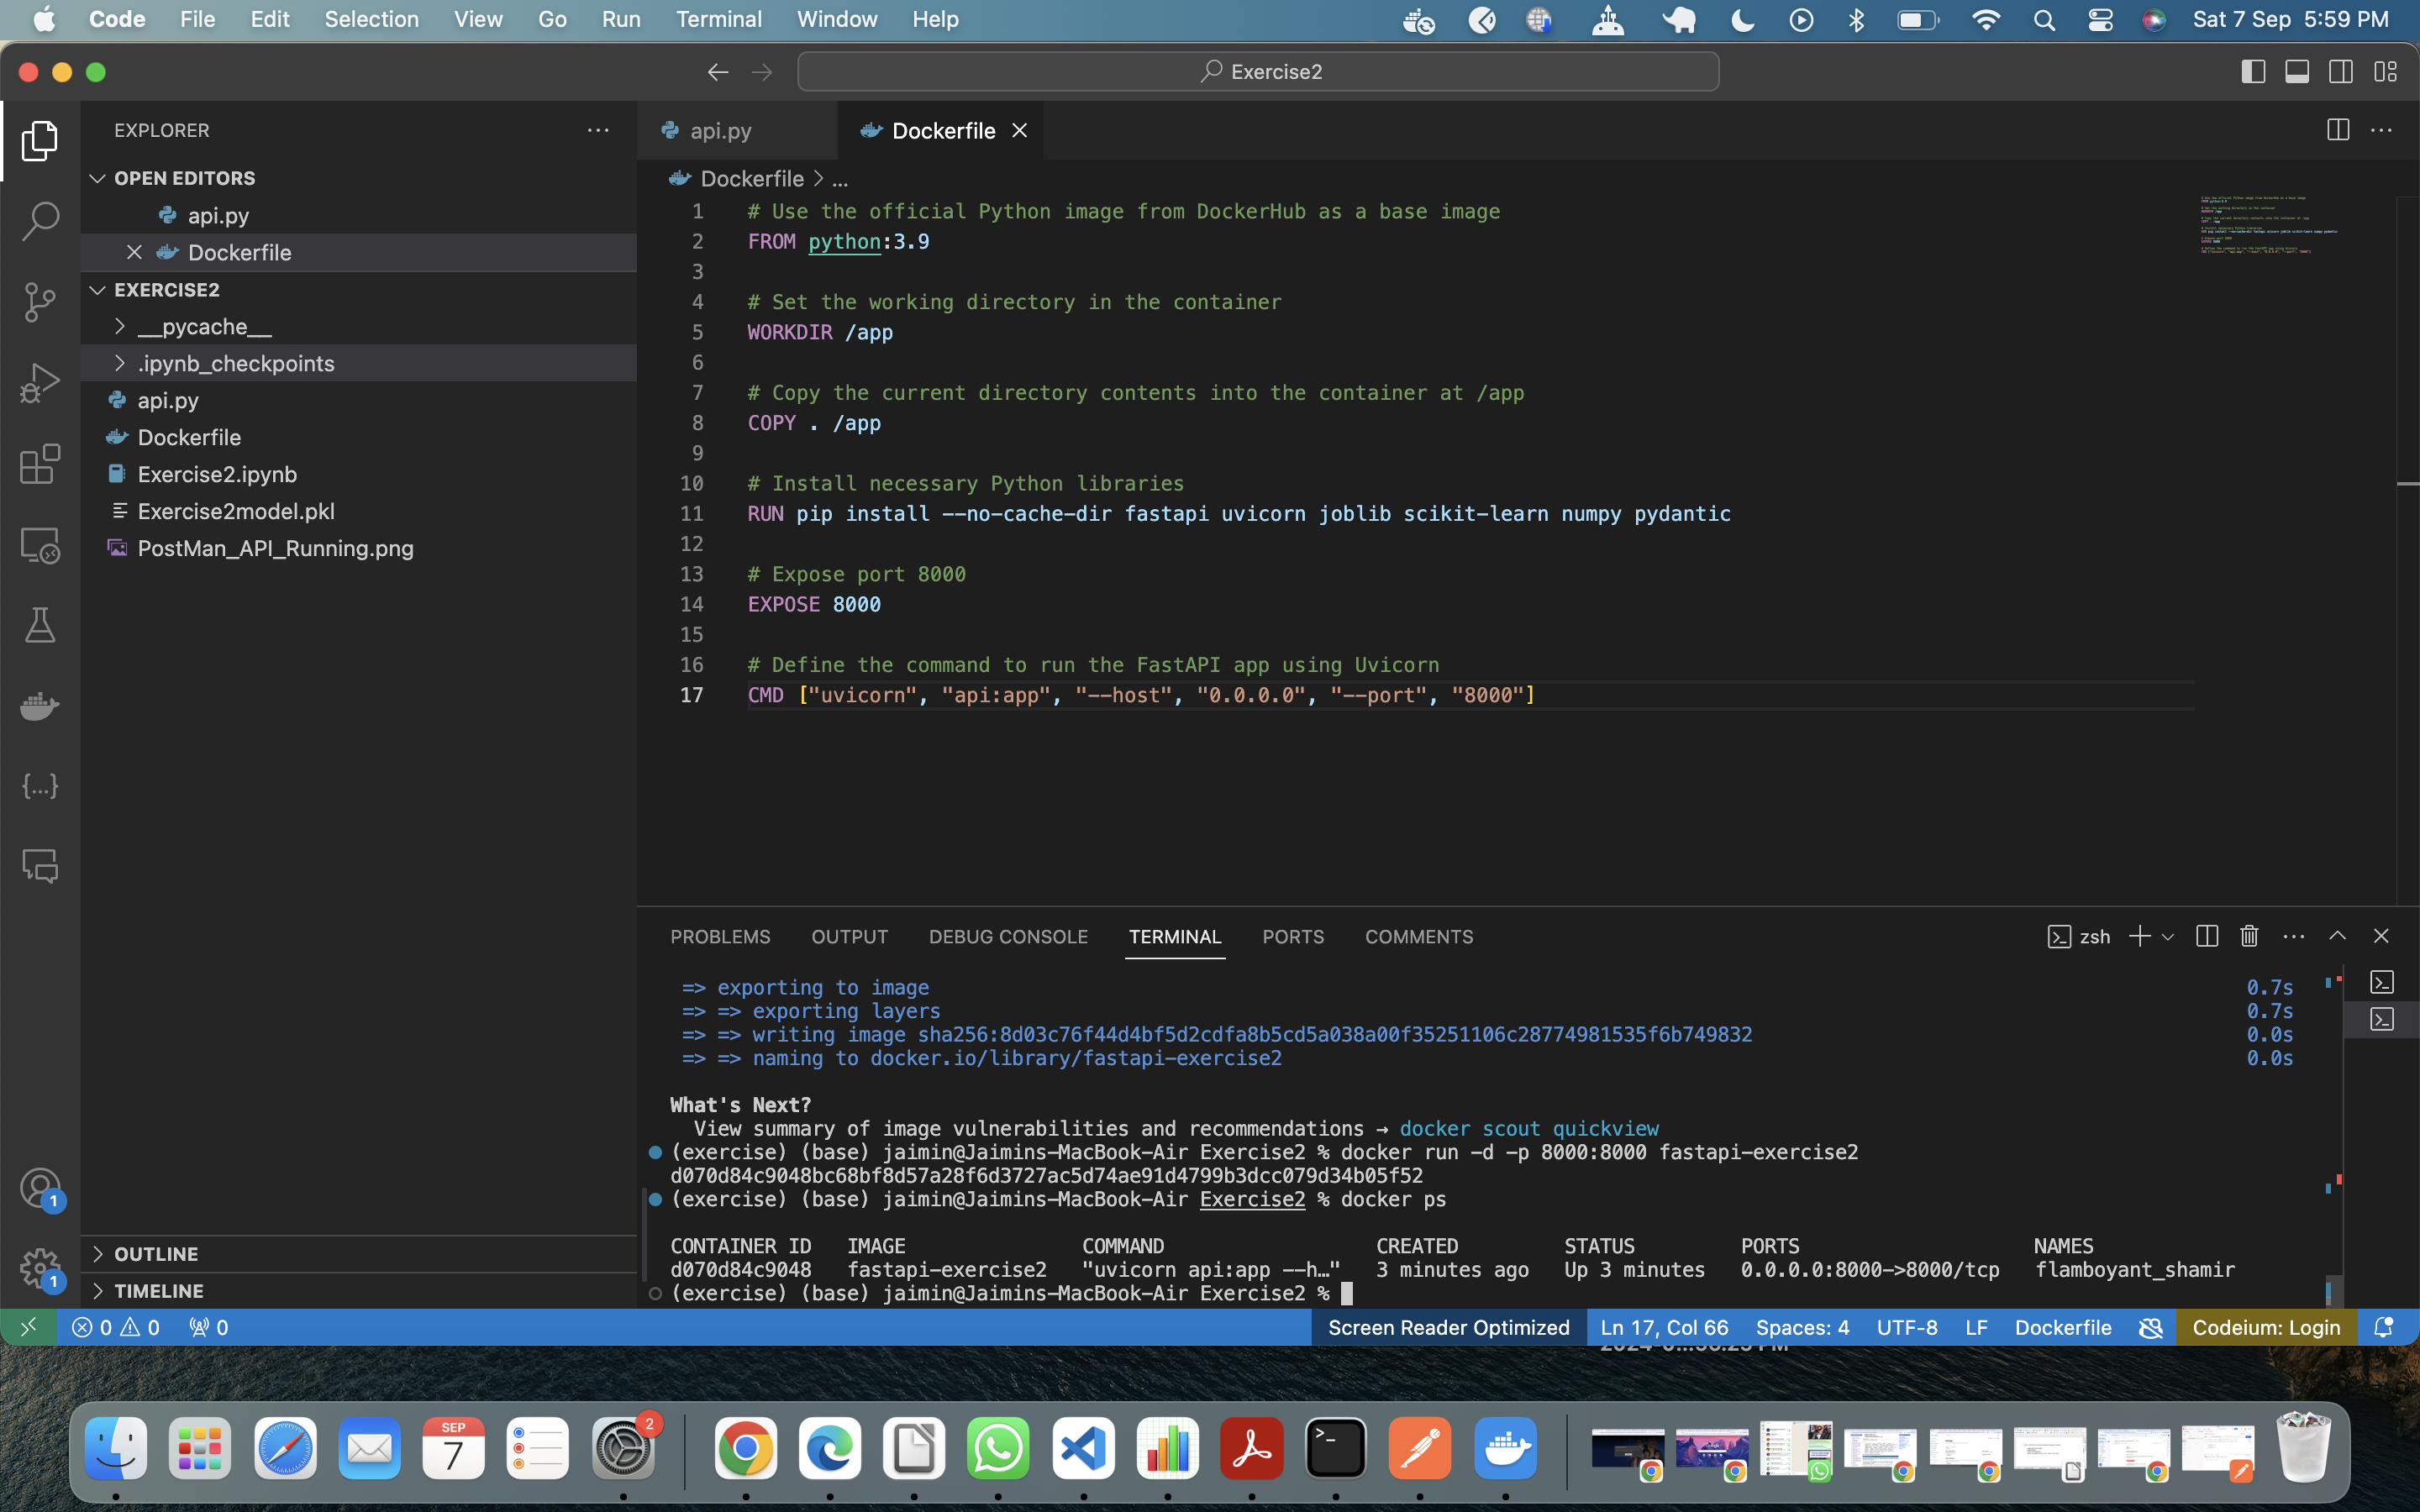 Code File Edit Selection View Go Run Terminal Window Help Sat 7 Sep 5:59 PM
Exercise2
EXPLORER
OPEN EDITORS
api.py
Dockerfile
EXERCISE2
__pycache__
.ipynb_checkpoints
api.py
Dockerfile
Exercise2.ipynb
Exercise2model.pkl
PostMan_API_Running.png
OUTLINE
TIMELINE
1
1
api.py Dockerfile
Dockerfile > ...
1 # Use the official Python image from DockerHub as a base image
2 FROM python:3.9
3
4 # Set the working directory in the container
5 WORKDIR /app
6
7 # Copy the current directory contents into the container at /app
8 COPY . /app
9
10 # Install necessary Python libraries
11 RUN pip install --no-cache-dir fastapi uvicorn joblib scikit-learn numpy pydantic
12
13 # Expose port 8000
14 EXPOSE 8000
15
16 # Define the command to run the FastAPI app using Uvicorn
17 CMD ["uvicorn", "api:app", "--host", "0.0.0.0", "--port", "8000"]
PROBLEMS OUTPUT DEBUG CONSOLE TERMINAL PORTS COMMENTS zsh
=> exporting to image 0.7s
=> => exporting layers 0.7s
=> => writing image sha256:8d03c76f44d4bf5d2cdfa8b5cd5a038a00f35251106c28774981535f6b749832 0.0s
=> => naming to docker.io/library/fastapi-exercise2 0.0s
What's Next?
View summary of image vulnerabilities and recommendations → docker scout quickview
(exercise) (base) jaimin@Jaimins-MacBook-Air Exercise2 % docker run -d -p 8000:8000 fastapi-exercise2
d070d84c9048bc68bf8d57a28f6d3727ac5d74ae91d4799b3dcc079d34b05f52
(exercise) (base) jaimin@Jaimins-MacBook-Air Exercise2 % docker ps
CONTAINER ID IMAGE COMMAND CREATED STATUS PORTS NAMES
d070d84c9048 fastapi-exercise2 "uvicorn api:app --h…" 3 minutes ago Up 3 minutes 0.0.0.0:8000->8000/tcp flamboyant_shamir
(exercise) (base) jaimin@Jaimins-MacBook-Air Exercise2 %
0 0 0 Screen Reader Optimized Ln 17, Col 66 Spaces: 4 UTF-8 LF Dockerfile Codeium: Login
SEP
7
2